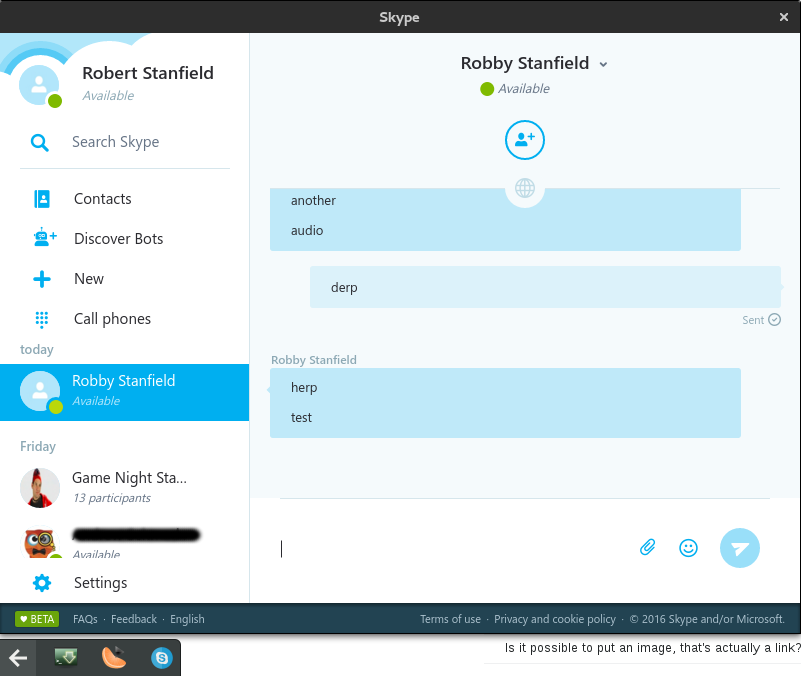 Skype
Robert Stanfield
Available
Search Skype
Contacts
Discover Bots
New
Call phones
today
Robby Stanfield
Available
Friday
Game Night Sta...
13 participants
Available
Settings
Robby Stanfield
Available
another
audio
derp
Sent
Robby Stanfield
herp
test
BETA FAQs · Feedback · English
Terms of use · Privacy and cookie policy · © 2016 Skype and/or Microsoft.
Is it possible to put an image, that's actually a link?